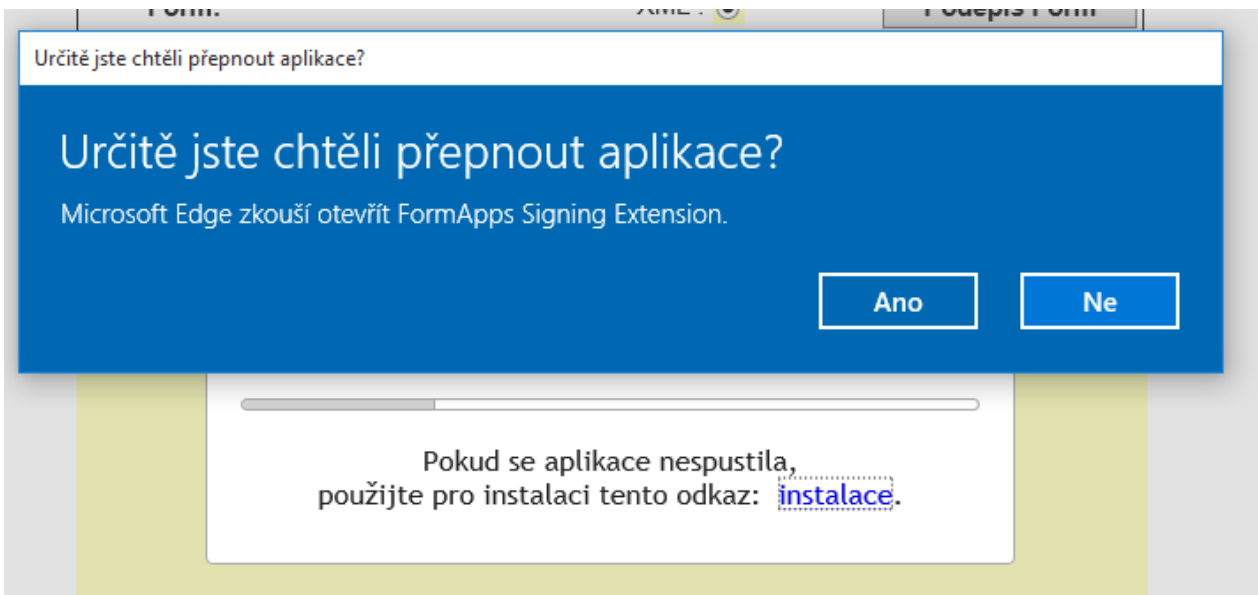 Určitě jste chtěli přepnout aplikace?
Určitě jste chtěli přepnout aplikace?
Microsoft Edge zkouší otevřít FormApps Signing Extension.
Ano Ne
Pokud se aplikace nespustila,
použijte pro instalaci tento odkaz: instalace.